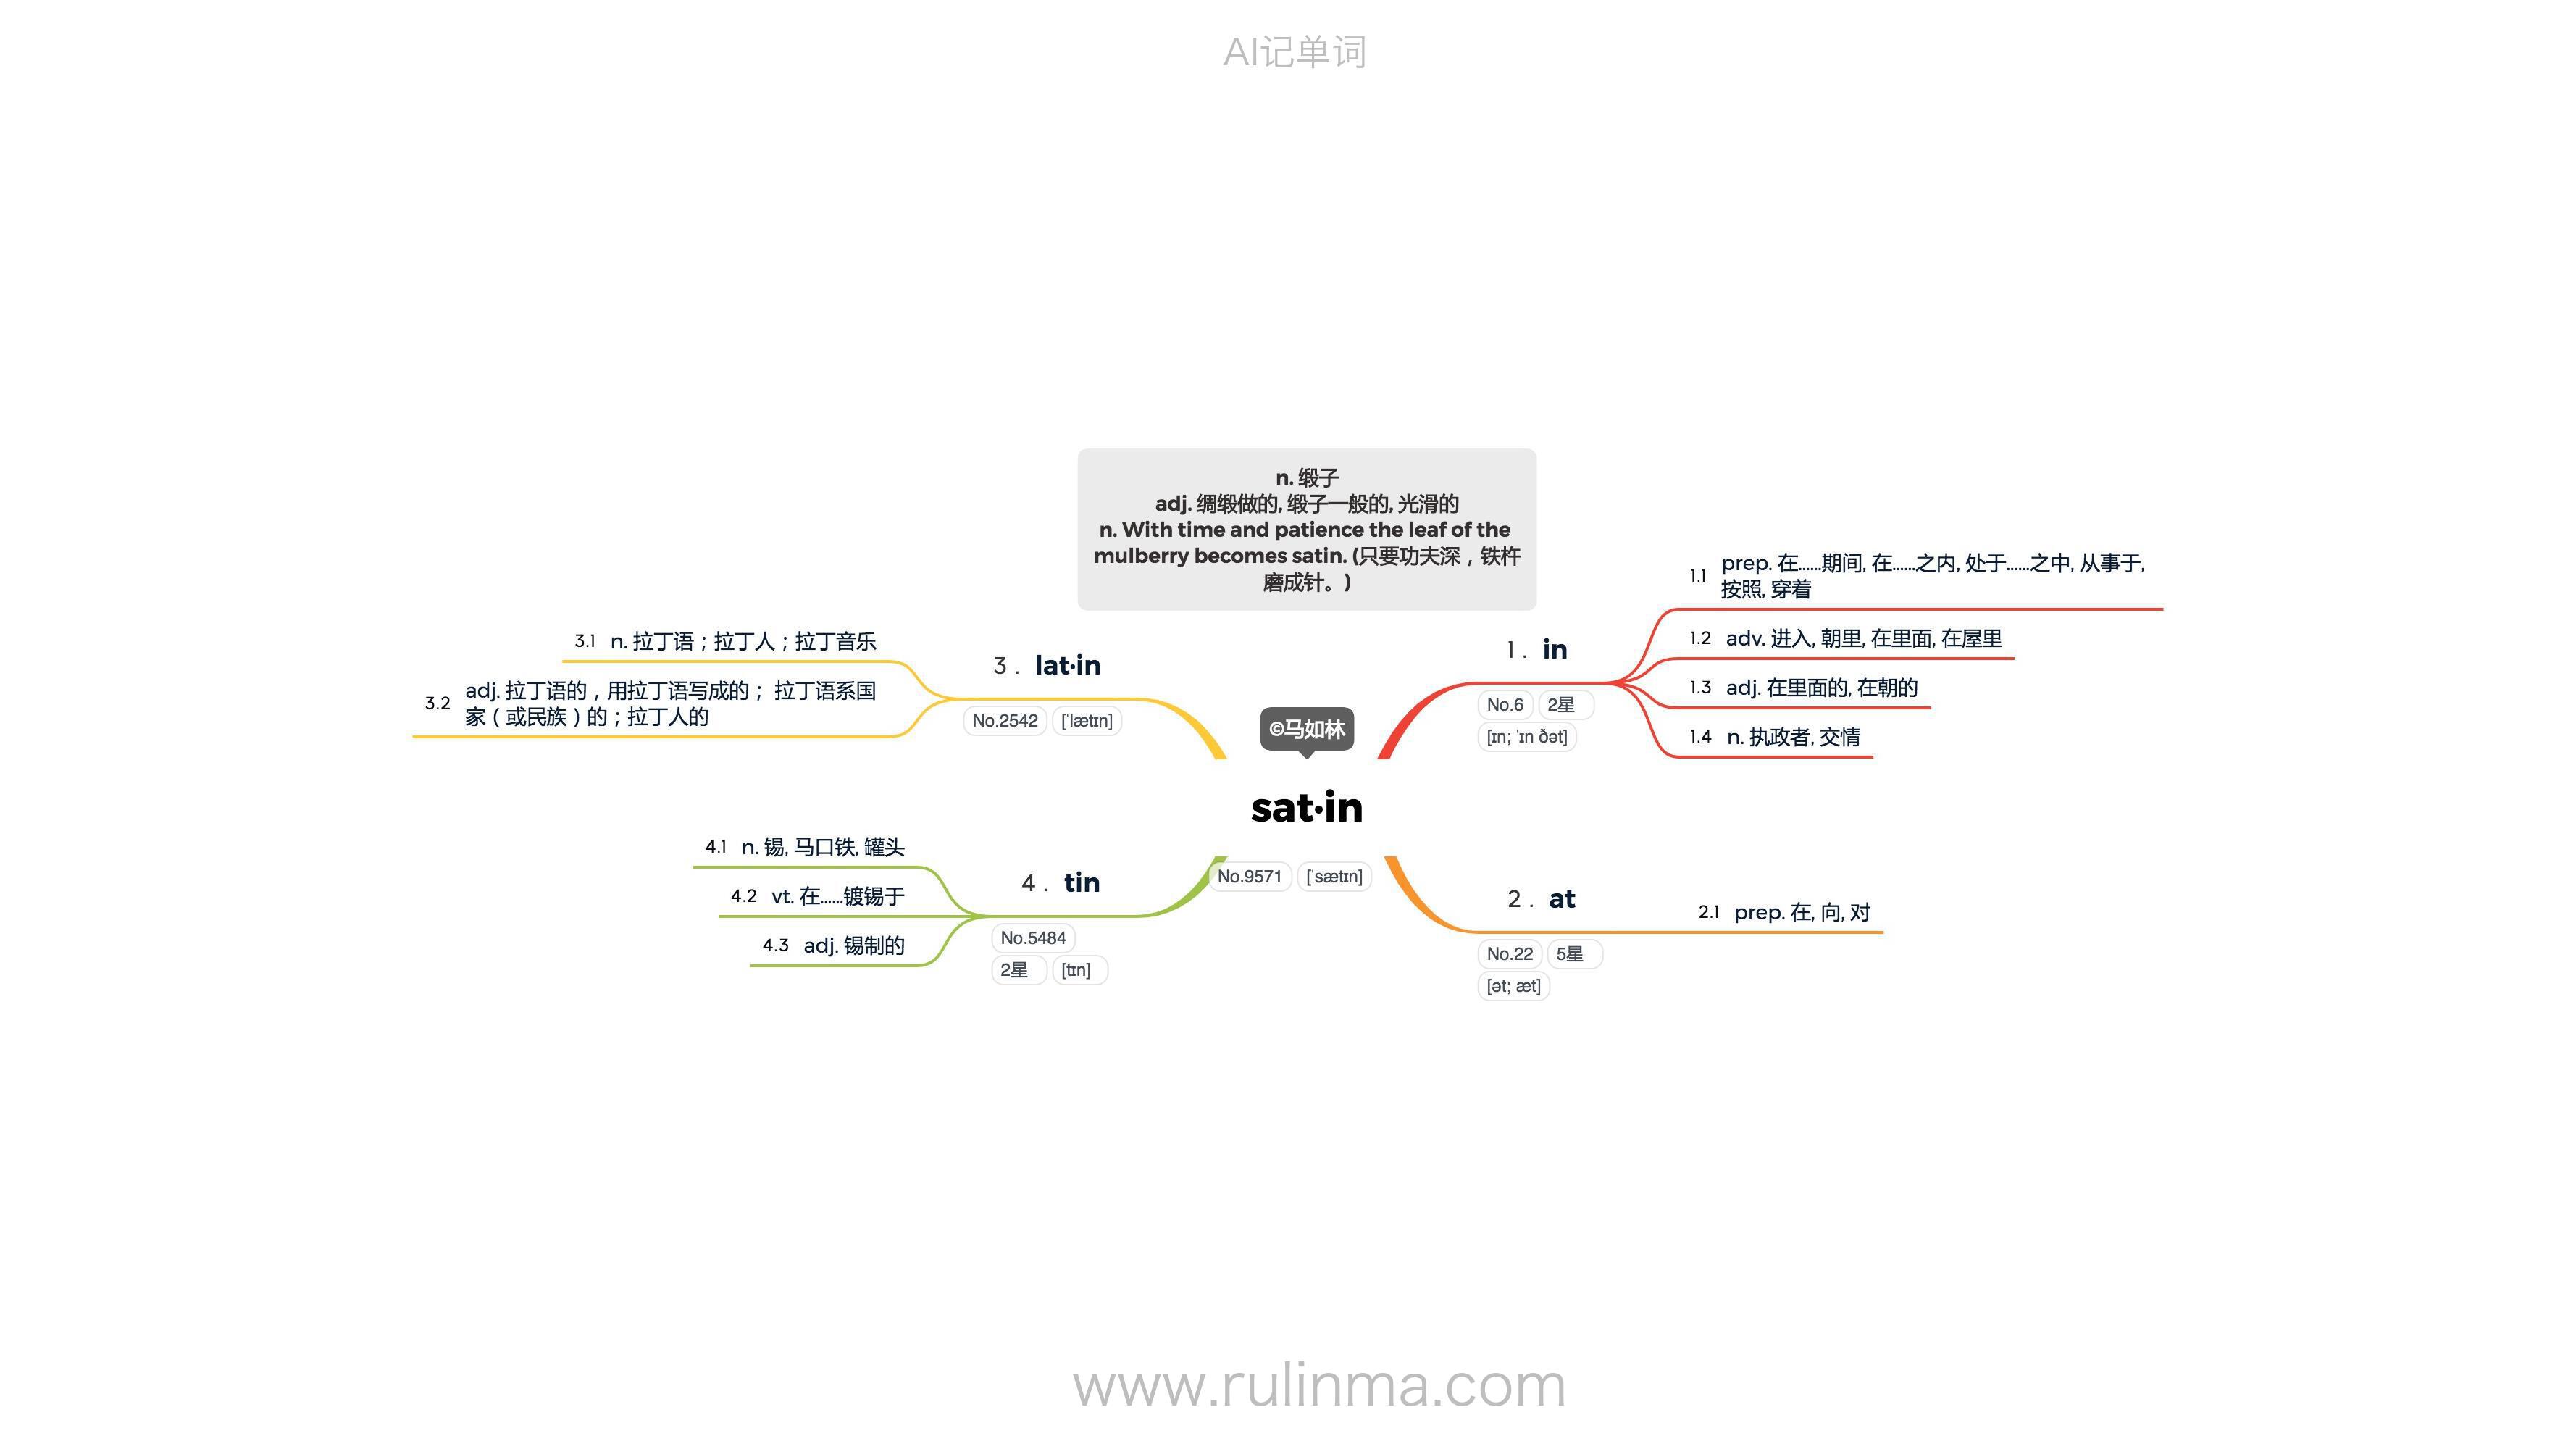 AI记单词
n. 缎子
adj. 绸缎做的, 缎子一般的, 光滑的
n. With time and patience the leaf of the
mulberry becomes satin. (只要功夫深，铁杵
磨成针。)
©马如林
sat·in
No.9571 [ˈsætɪn]
1. in
No.6 2星
[ɪn; ˈɪn ðət]
1.1 prep. 在......期间, 在......之内, 处于......之中, 从事于,
按照, 穿着
1.2 adv. 进入, 朝里, 在里面, 在屋里
1.3 adj. 在里面的, 在朝的
1.4 n. 执政者, 交情
2. at
No.22 5星
[ət; æt]
2.1 prep. 在, 向, 对
3. lat·in
No.2542 [ˈlætɪn]
3.1 n. 拉丁语；拉丁人；拉丁音乐
3.2 adj. 拉丁语的，用拉丁语写成的； 拉丁语系国
家（或民族）的；拉丁人的
4. tin
No.5484
2星 [tɪn]
4.1 n. 锡, 马口铁, 罐头
4.2 vt. 在......镀锡于
4.3 adj. 锡制的
www.rulinma.com